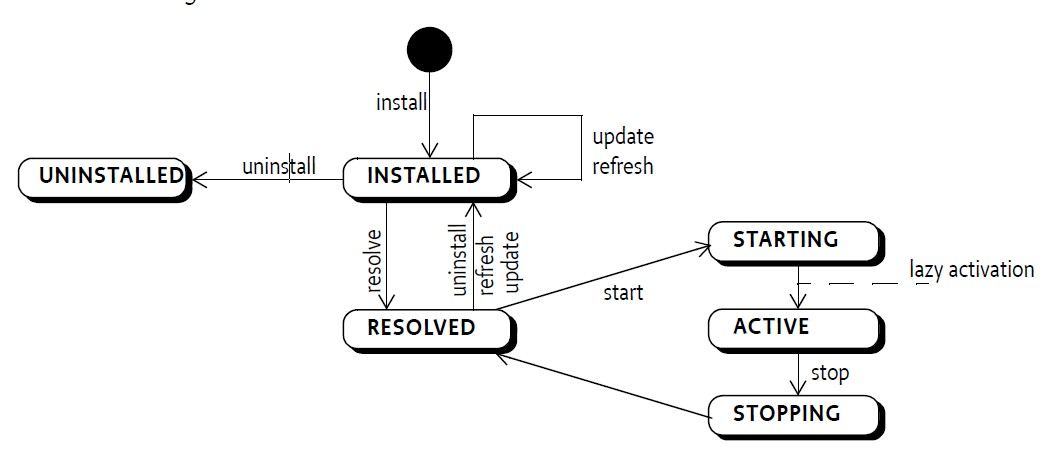 install
update
refresh
uninstall
UNINSTALLED
INSTALLED
resolve
uninstall
refresh
update
STARTING
lazy activation
start
RESOLVED
ACTIVE
stop
STOPPING